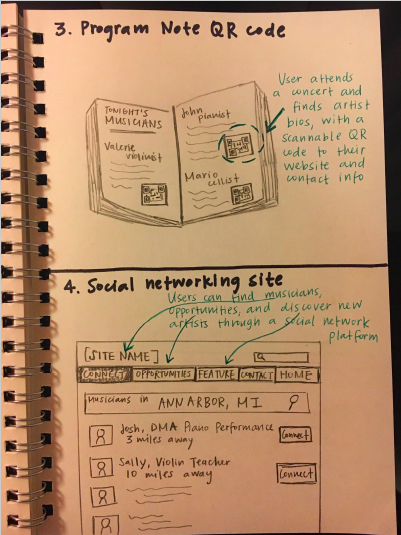 3. Program Note QR code
User attends
a concert and
finds artist
bios, with a
scannable QR
code to their
website and
contact info
TONIGHT'S
MUSICIANS
Valerie
violinist
John,
pianist
Mario
cellist
4. Social networking site
Users can find musicians,
opportunities, and discover new
artists through a social network
platform
[SITE NAME]
CONNECT OPPORTUNITIES FEATURE CONTACT HOME
Musicians in ANN ARBOR, MI
Josh, DMA Piano Performance
3 miles away
Connect
Sally, Violin Teacher
10 miles away
Connect